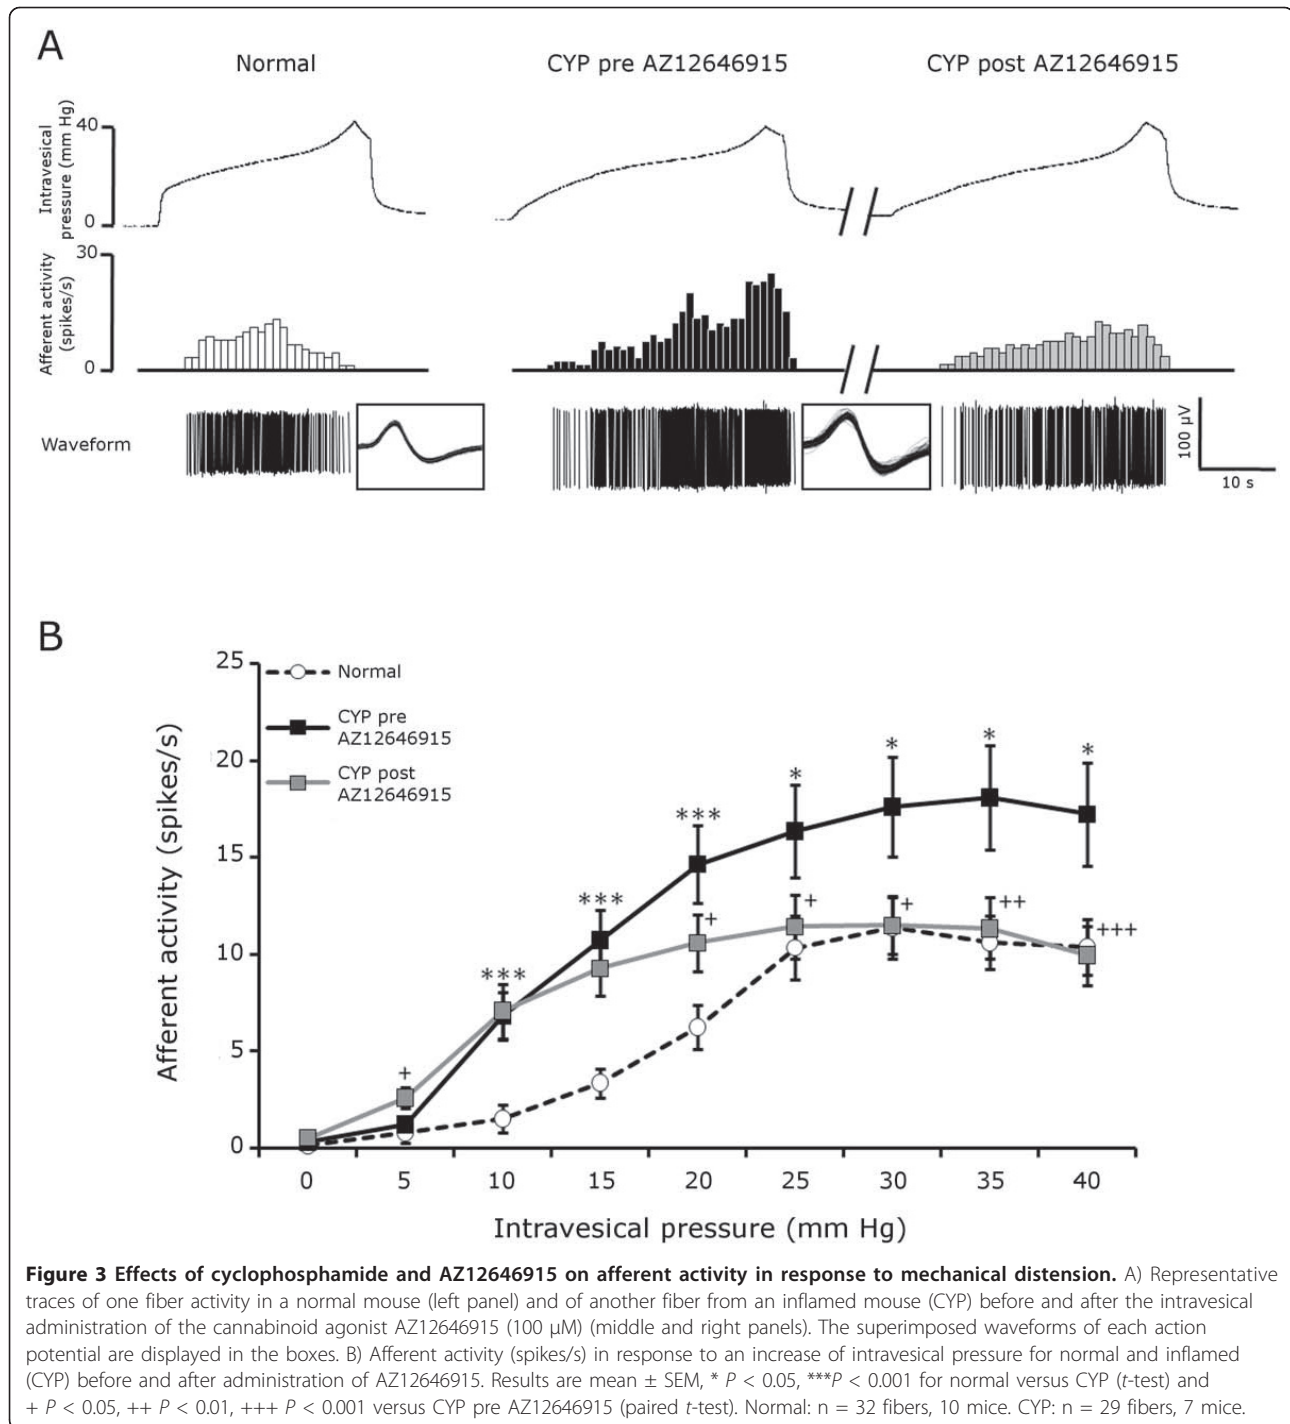 A
Normal
CYP pre AZ12646915
CYP post AZ12646915
Intravesical
pressure (mm Hg)
40
0
Afferent activity
(spikes/s)
30
0
Waveform
100 µV
10 s
B
Afferent activity (spikes/s)
25
20
15
10
5
0
Normal
CYP pre
AZ12646915
CYP post
AZ12646915
+
***
***
***
+
*
+
*
+
*
++
*
+++
0 5 10 15 20 25 30 35 40
Intravesical pressure (mm Hg)
Figure 3 Effects of cyclophosphamide and AZ12646915 on afferent activity in response to mechanical distension. A) Representative
traces of one fiber activity in a normal mouse (left panel) and of another fiber from an inflamed mouse (CYP) before and after the intravesical
administration of the cannabinoid agonist AZ12646915 (100 µM) (middle and right panels). The superimposed waveforms of each action
potential are displayed in the boxes. B) Afferent activity (spikes/s) in response to an increase of intravesical pressure for normal and inflamed
(CYP) before and after administration of AZ12646915. Results are mean ± SEM, * P < 0.05, ***P < 0.001 for normal versus CYP (t-test) and
+ P < 0.05, ++ P < 0.01, +++ P < 0.001 versus CYP pre AZ12646915 (paired t-test). Normal: n = 32 fibers, 10 mice. CYP: n = 29 fibers, 7 mice.